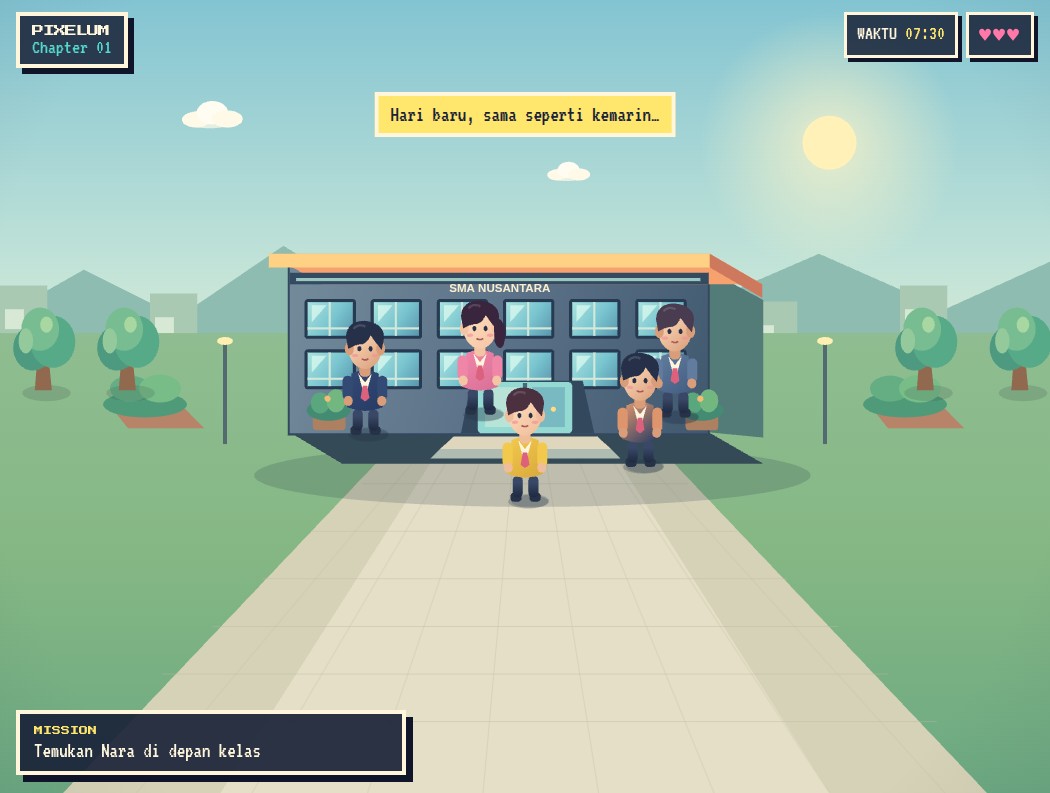 PIXELUM
Chapter 01
WAKTU 07:30
Hari baru, sama seperti kemarin…
SMA NUSANTARA
MISSION
Temukan Nara di depan kelas